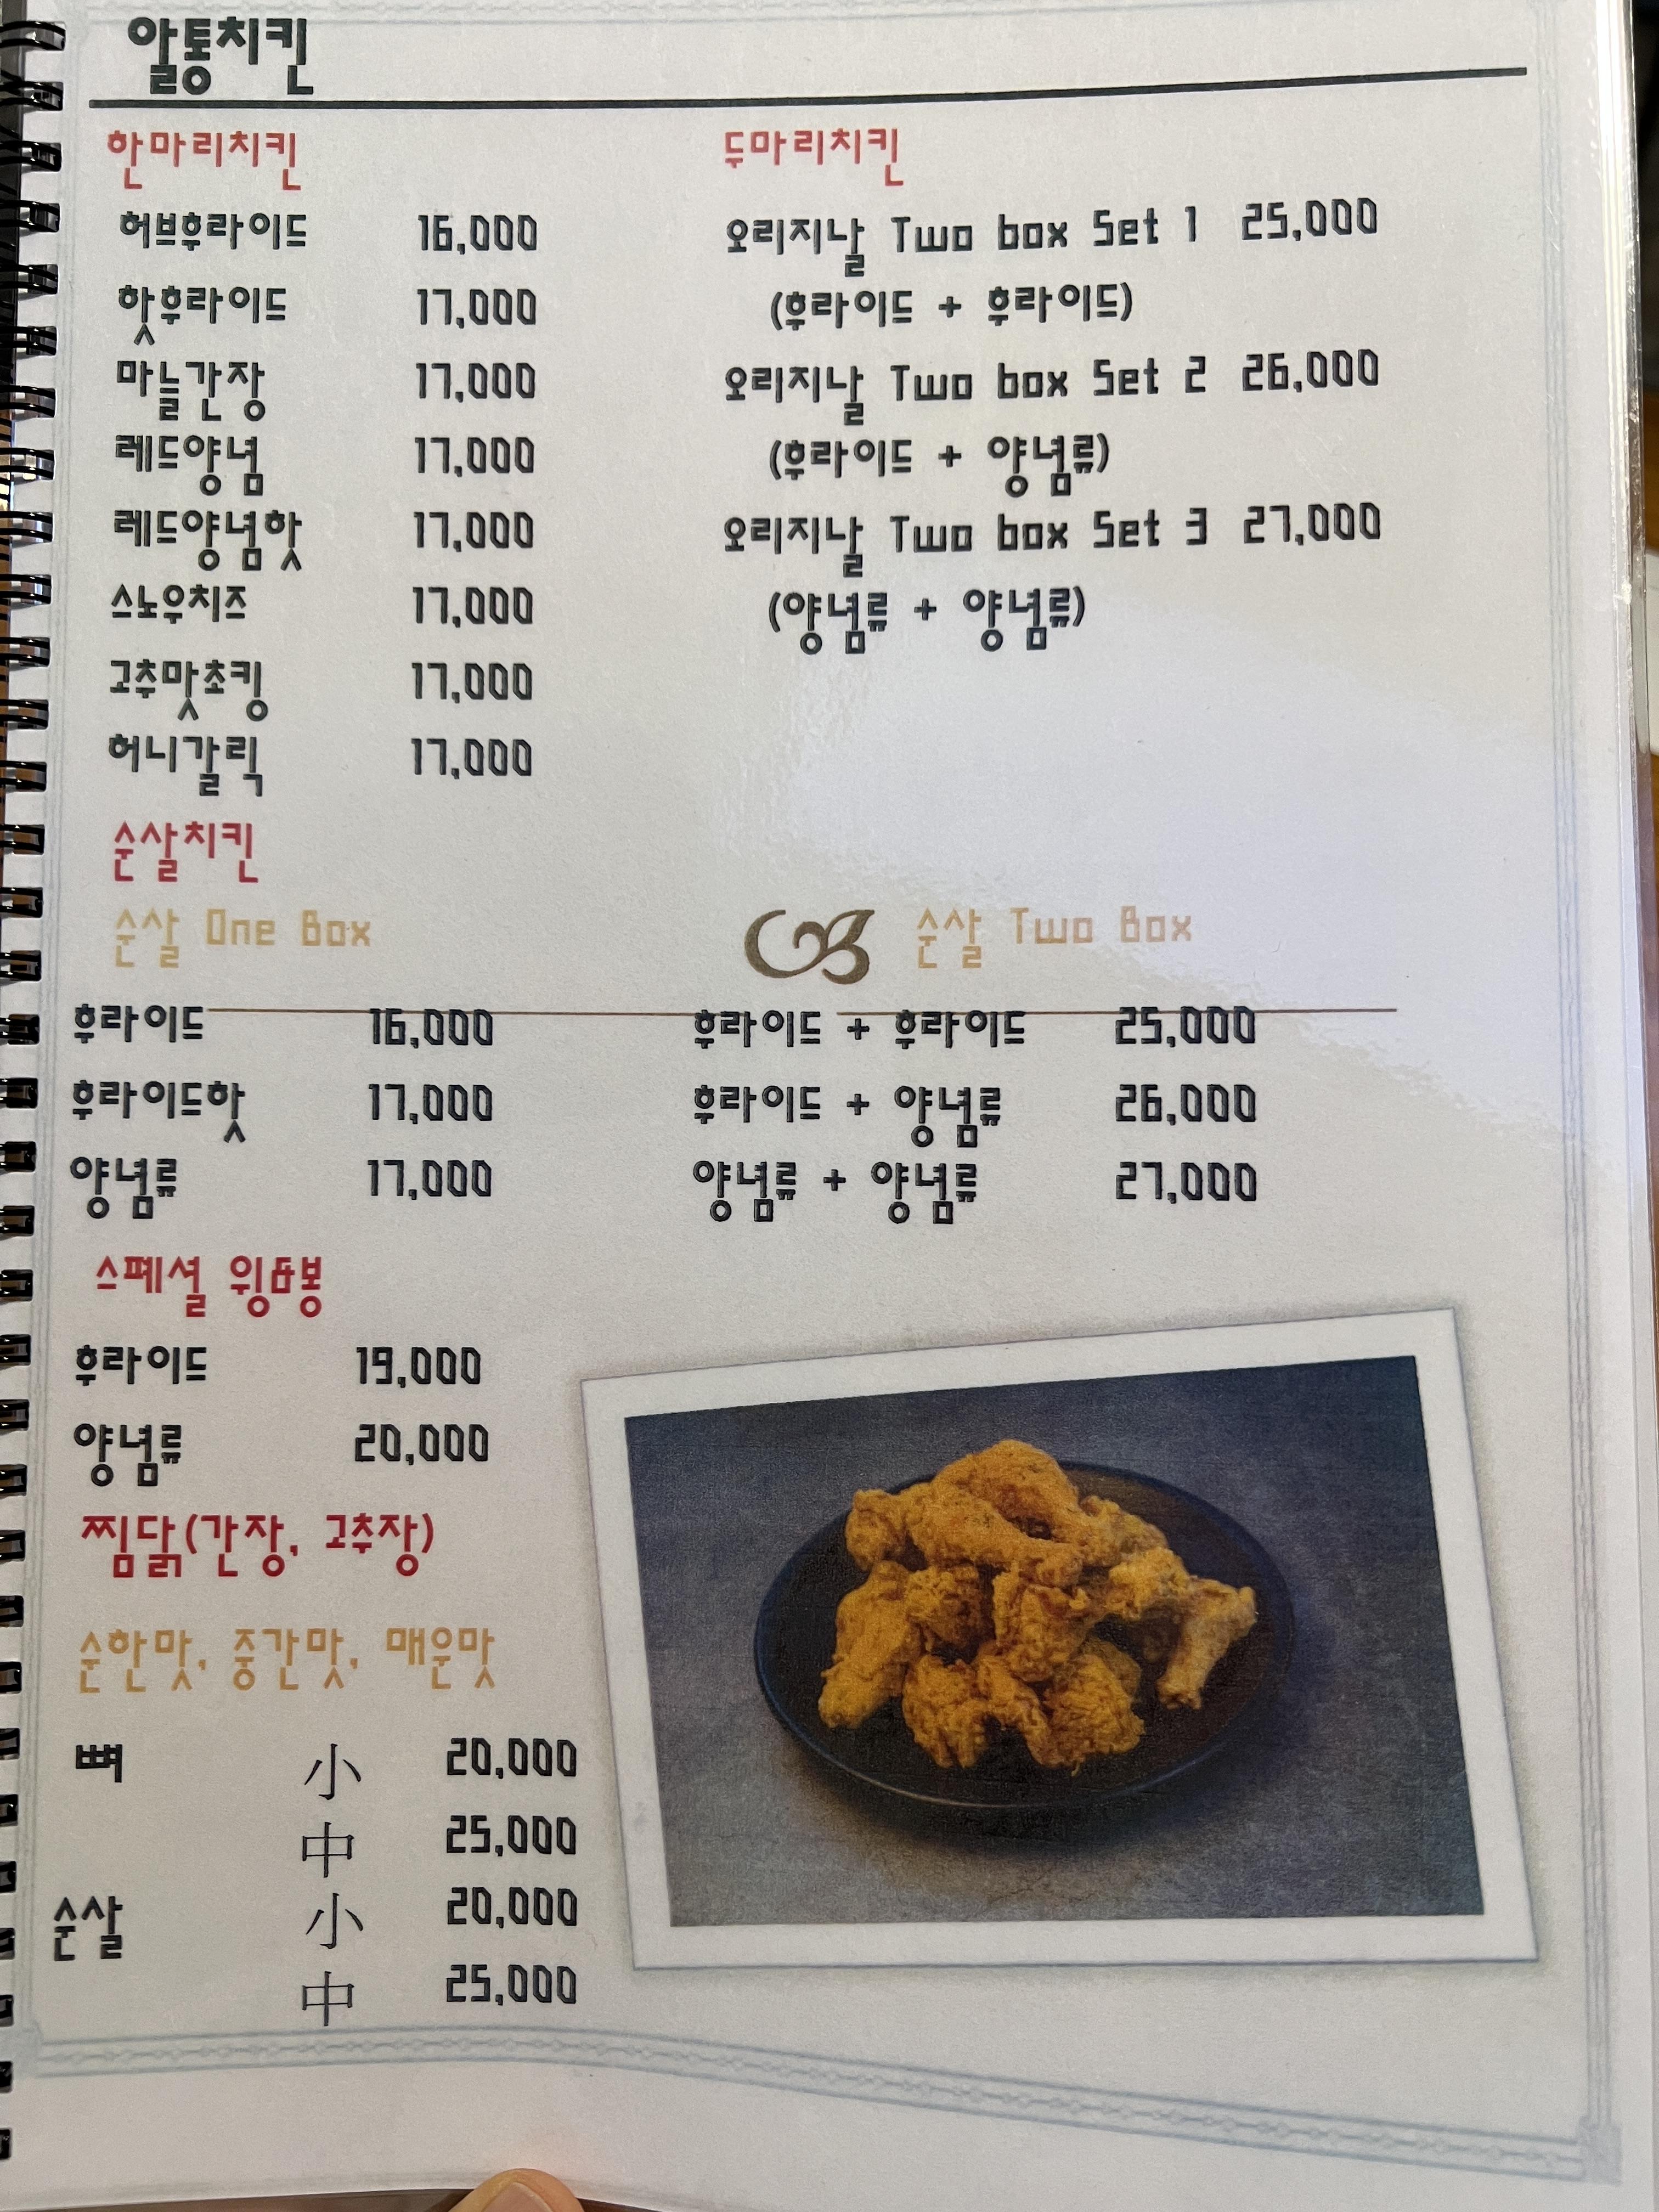 알통치킨
한마리치킨
허브후라이드 16,000
핫후라이드 17,000
마늘간장 17,000
레드양념 17,000
레드양념핫 17,000
스노우치즈 17,000
고추맛초킹 17,000
허니갈릭 17,000
두마리치킨
오리지날 Two box Set 1 25,000
(후라이드 + 후라이드)
오리지날 Two box Set 2 26,000
(후라이드 + 양념류)
오리지날 Two box Set 3 27,000
(양념류 + 양념류)
순살치킨
순살 One Box
후라이드 16,000
후라이드핫 17,000
양념류 17,000
순살 Two Box
후라이드 + 후라이드 25,000
후라이드 + 양념류 26,000
양념류 + 양념류 27,000
스페셜 윙&봉
후라이드 19,000
양념류 20,000
찜닭(간장, 고추장)
순한맛, 중간맛, 매운맛
뼈 小 20,000
中 25,000
순살 小 20,000
中 25,000